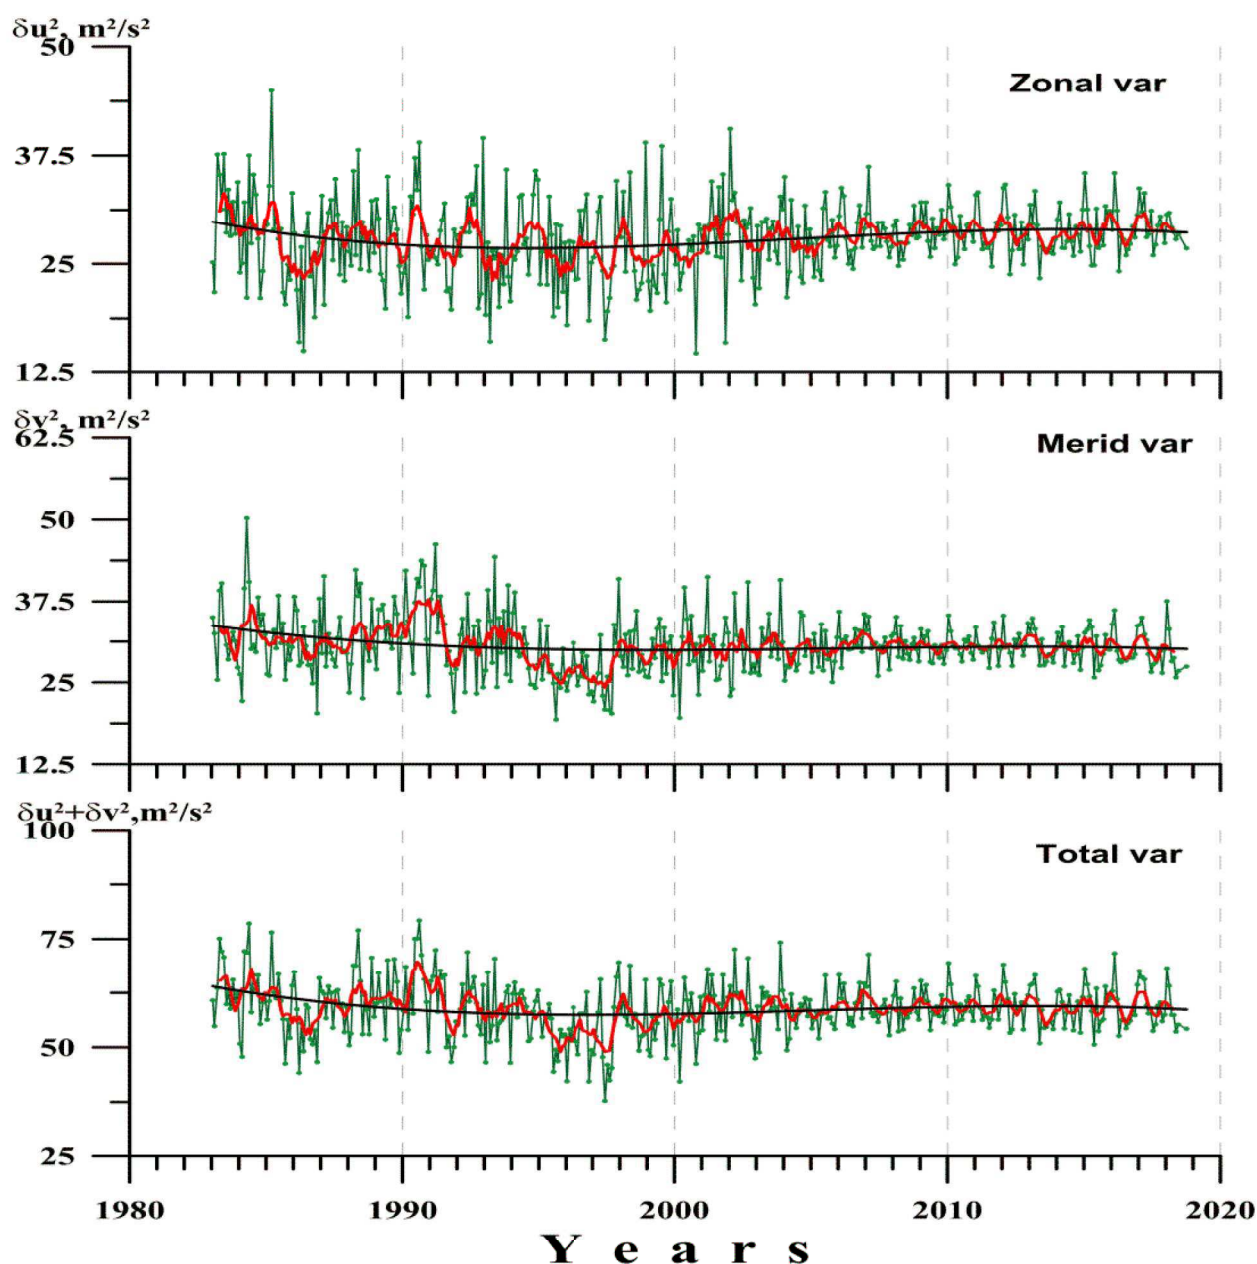 δu², m²/s²
50
Zonal var
37.5
25
12.5
δv², m²/s²
62.5
Merid var
50
37.5
25
12.5
δu²+δv²,m²/s²
100
Total var
75
50
25
1980 1990 2000 2010 2020
Years